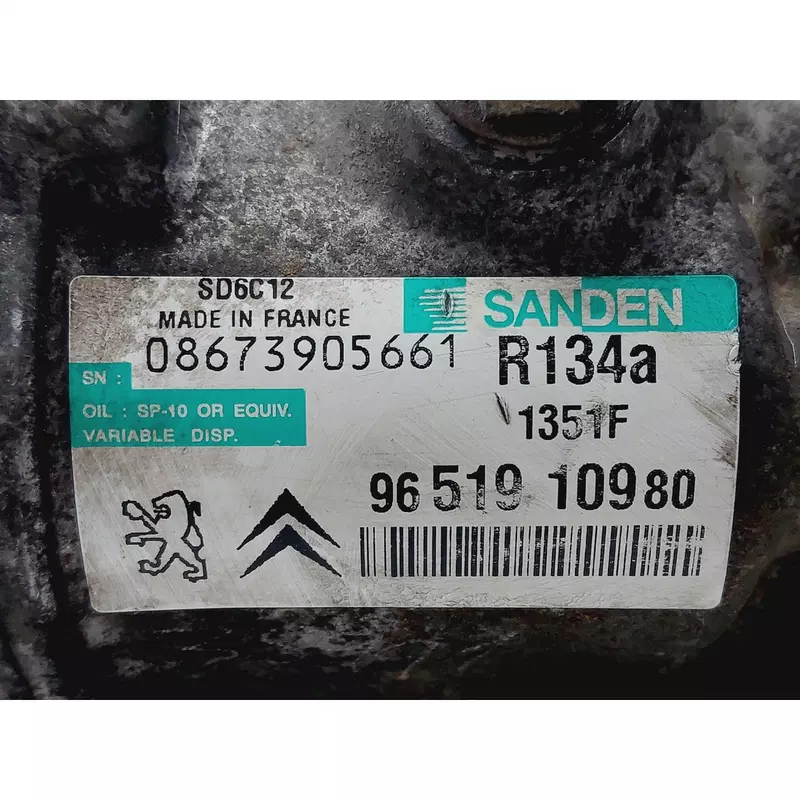 SD6C12
MADE IN FRANCE
SANDEN
SN : 08673905661
R134a
OIL : SP-10 OR EQUIV.
VARIABLE DISP.
1351F
96 519 109 80